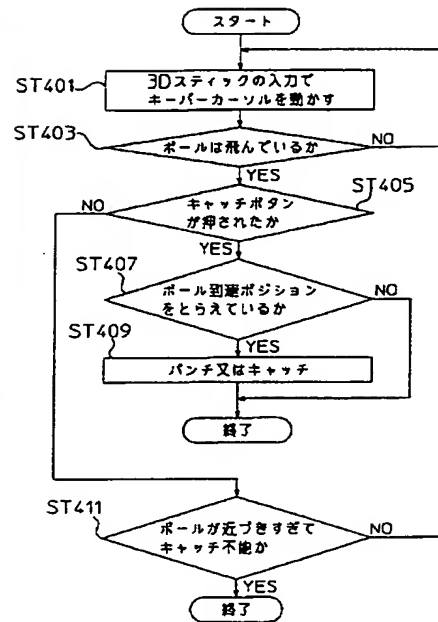 スタート
ST401
3Dスティックの入力で
キーパーカーソルを動かす
ST403
ボールは飛んでいるか
NO
YES
ST405
NO
キャッチボタン
が押されたか
YES
ST407
ボール到達ポジション
をとらえているか
NO
YES
ST409
パンチ又はキャッチ
終了
ST411
ボールが近づきすぎて
キャッチ不能か
NO
YES
終了